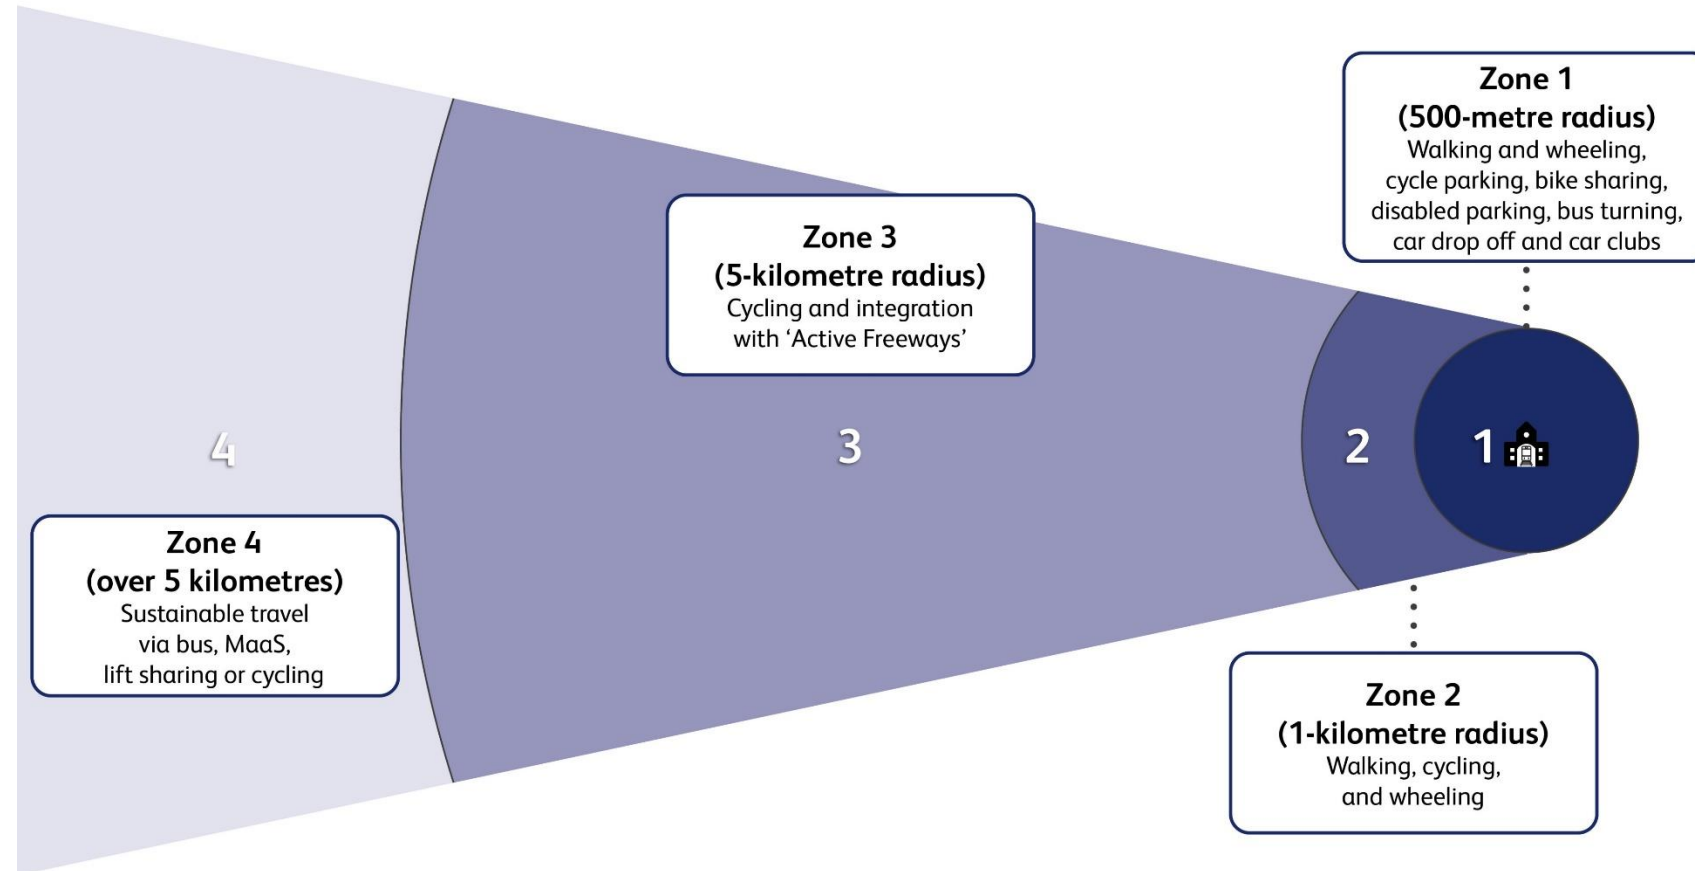 Zone 1
(500-metre radius)
Walking and wheeling,
cycle parking, bike sharing,
disabled parking, bus turning,
car drop off and car clubs
Zone 3
(5-kilometre radius)
Cycling and integration
with ‘Active Freeways’
4
3
2
1
Zone 4
(over 5 kilometres)
Sustainable travel
via bus, MaaS,
lift sharing or cycling
Zone 2
(1-kilometre radius)
Walking, cycling,
and wheeling